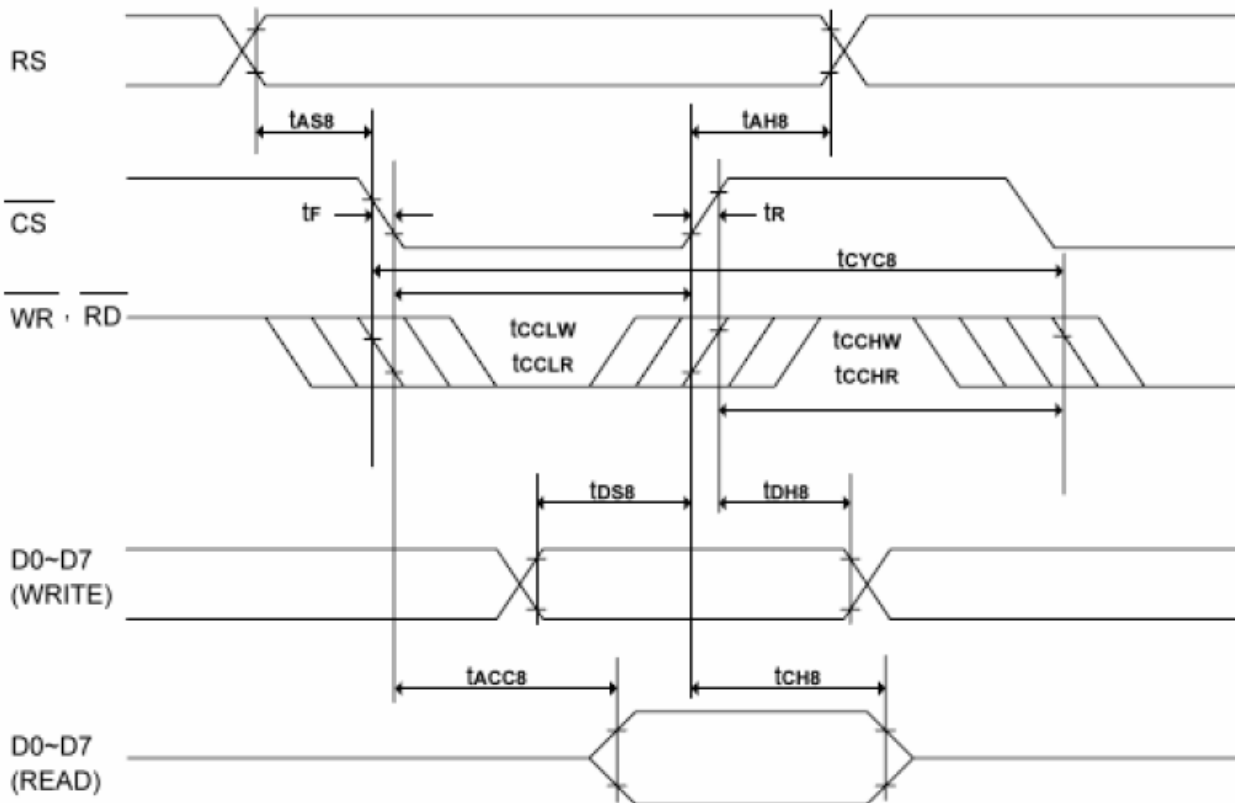 RS
tAS8
tAH8
CS
tF
tR
tCYC8
WR , RD
tCCLW
tCCHW
tCCLR
tCCHR
tDS8
tDH8
D0~D7
(WRITE)
tACC8
tCH8
D0~D7
(READ)